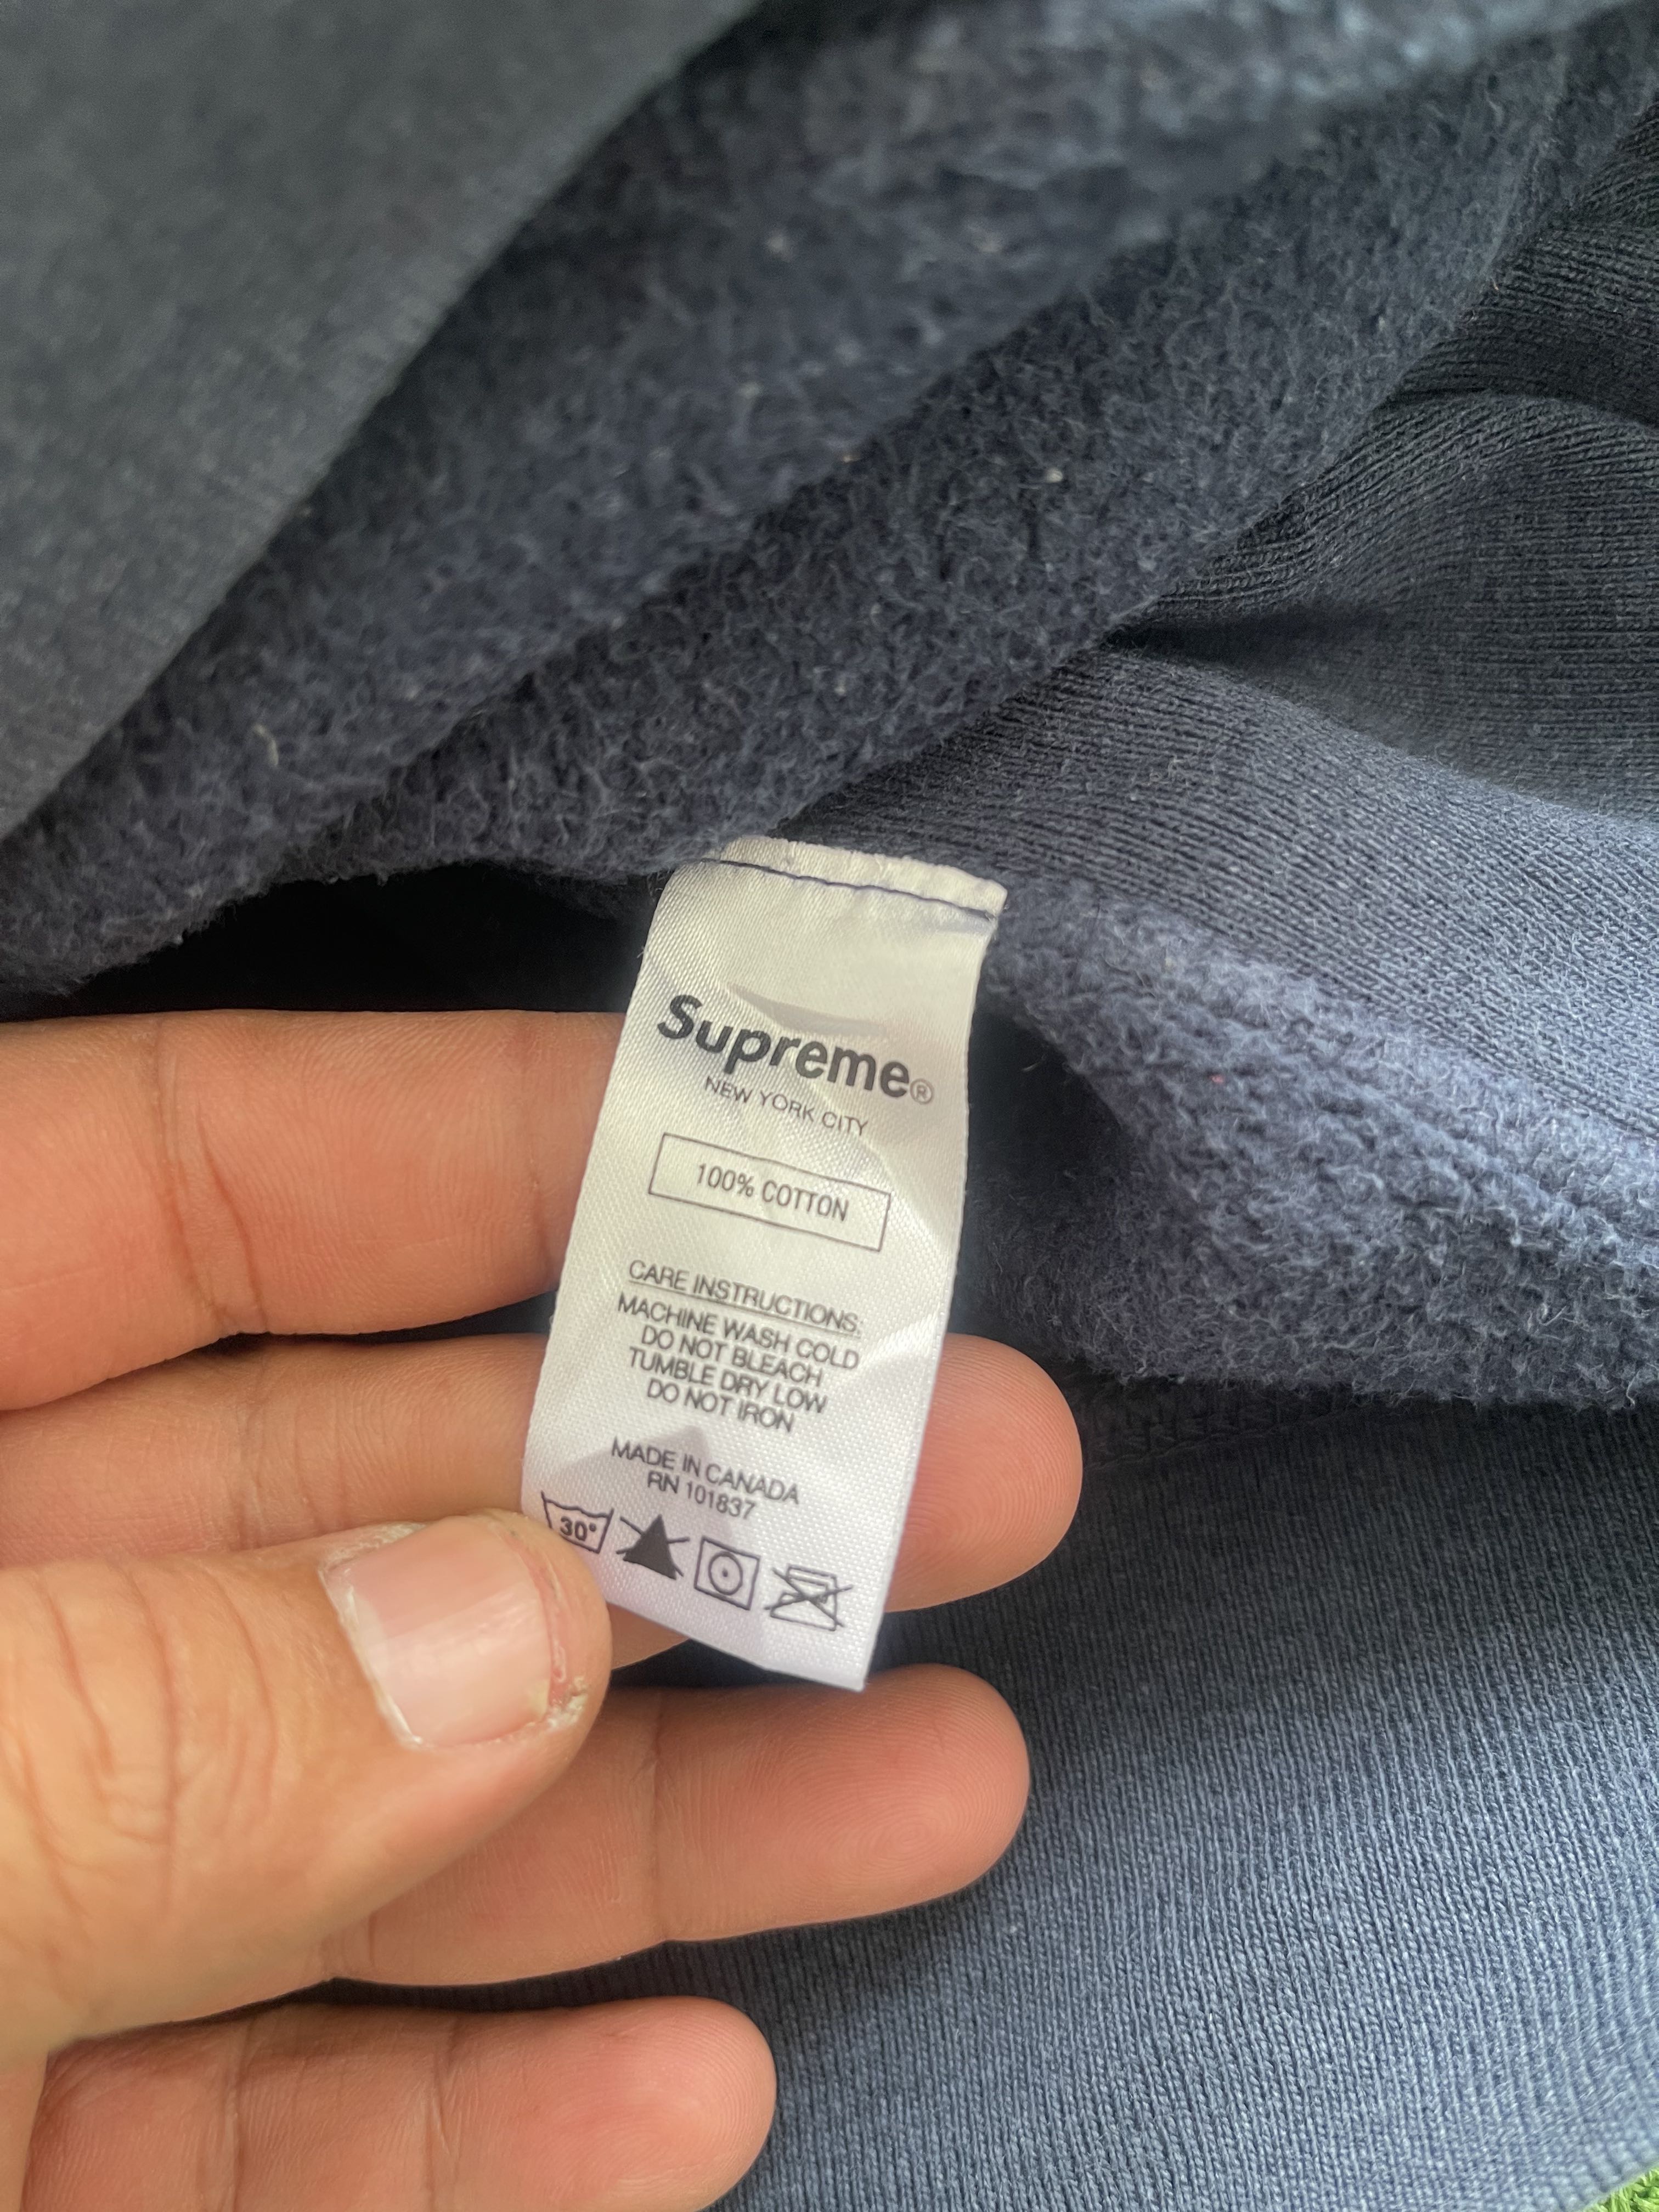 Supreme®
NEW YORK CITY
100% COTTON
CARE INSTRUCTIONS:
MACHINE WASH COLD
DO NOT BLEACH
TUMBLE DRY LOW
DO NOT IRON
MADE IN CANADA
RN 101837
30°